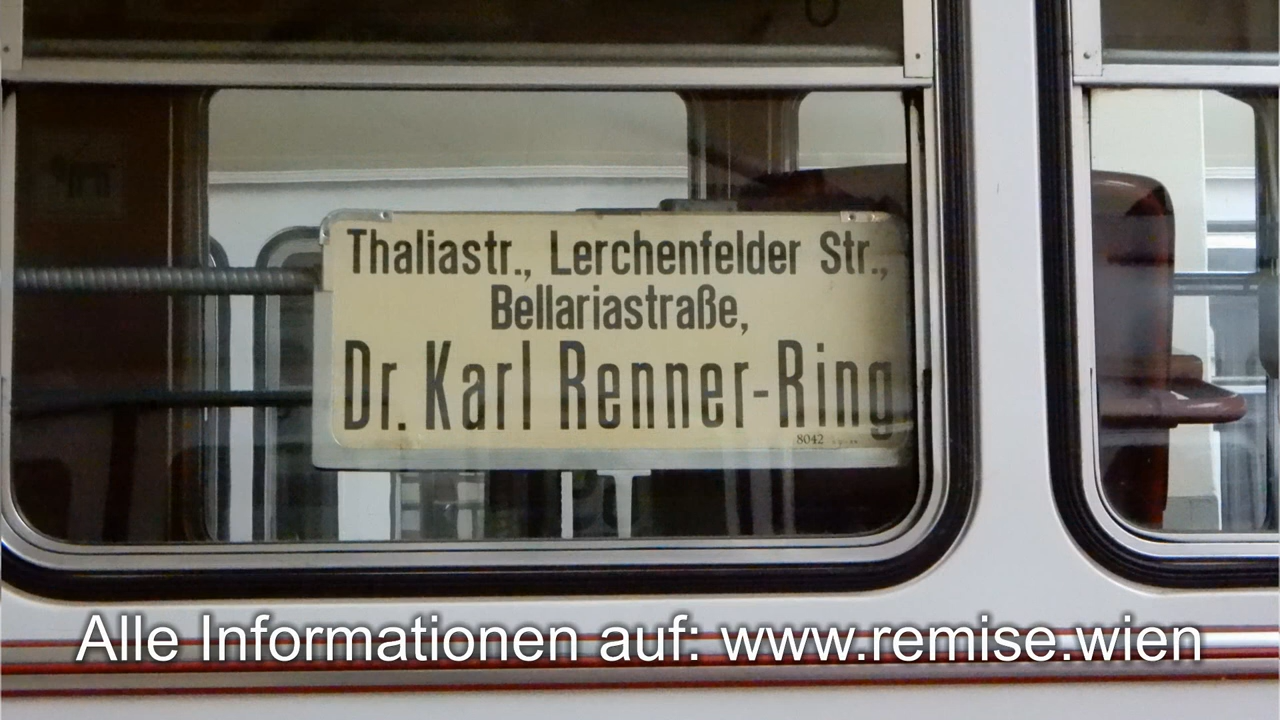 Thaliastr., Lerchenfelder Str.,
Bellariastraße,
Dr. Karl Renner-Ring
8042
Alle Informationen auf: www.remise.wien